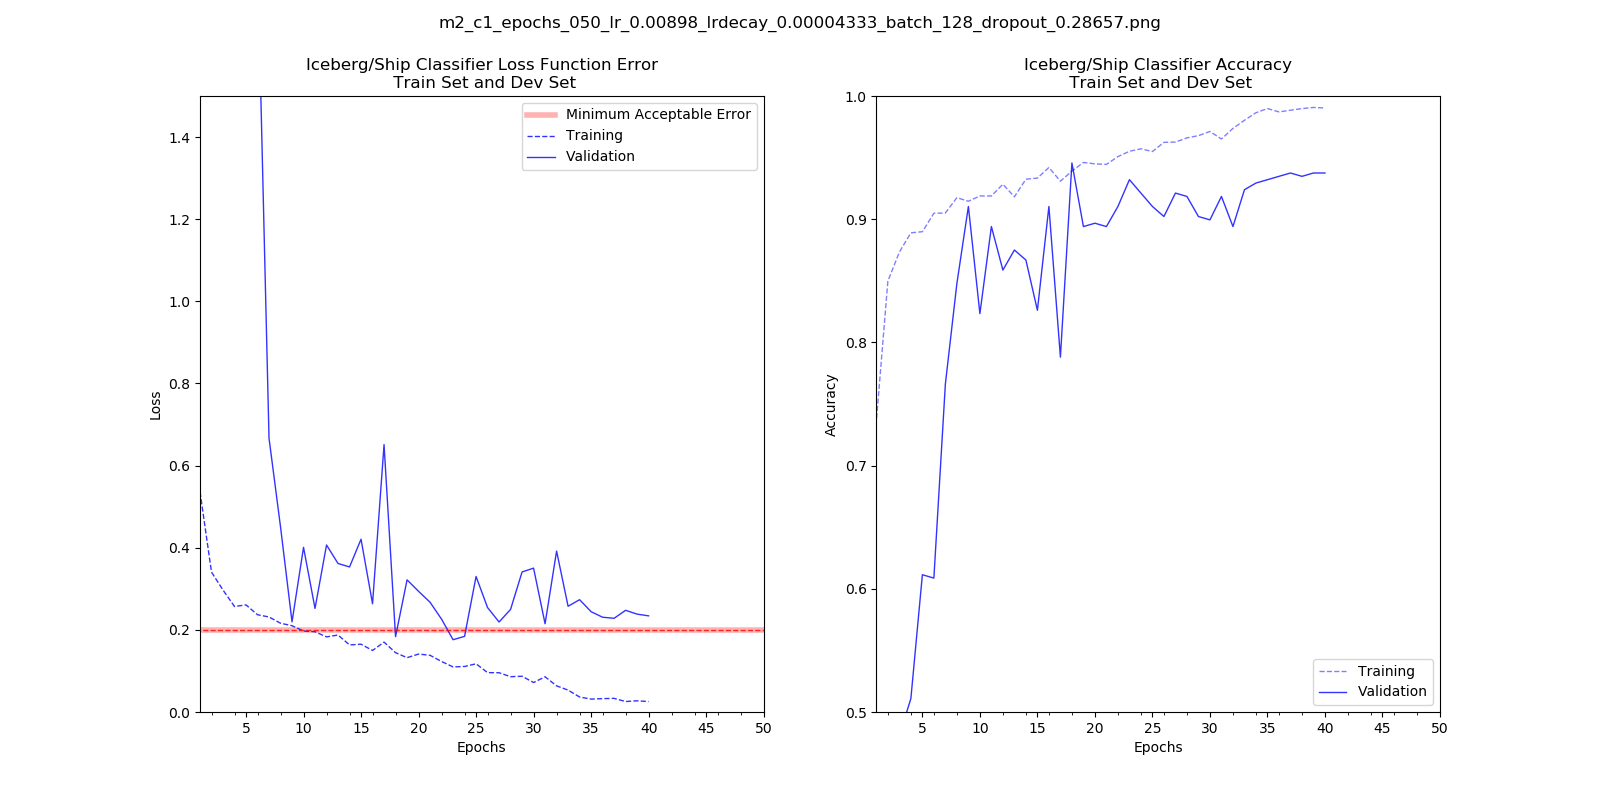 m2_c1_epochs_050_lr_0.00898_lrdecay_0.00004333_batch_128_dropout_0.28657.png
Iceberg/Ship Classifier Loss Function Error
Train Set and Dev Set
Minimum Acceptable Error
Training
Validation
1.4
1.2
1.0
0.8
0.6
0.4
0.2
0.0
Loss
5 10 15 20 25 30 35 40 45 50
Epochs
Iceberg/Ship Classifier Accuracy
Train Set and Dev Set
1.0
0.9
0.8
0.7
0.6
0.5
Accuracy
Training
Validation
5 10 15 20 25 30 35 40 45 50
Epochs